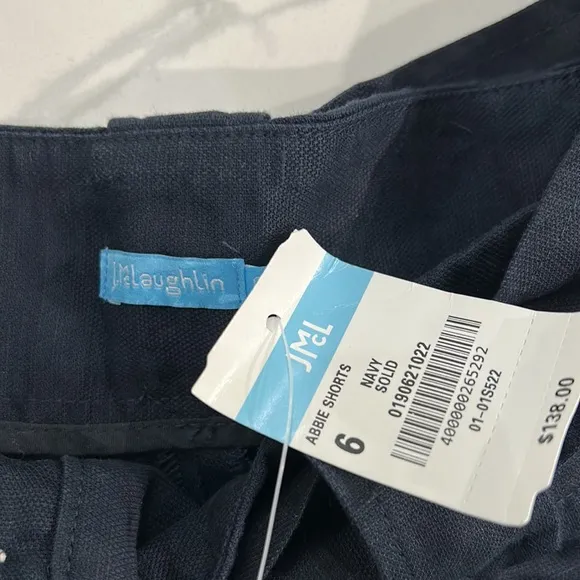 J.McLaughlin
JMcL
ABBIE SHORTS
6
NAVY
SOLID
0190621022
400000265292
01-01S522
$138.00